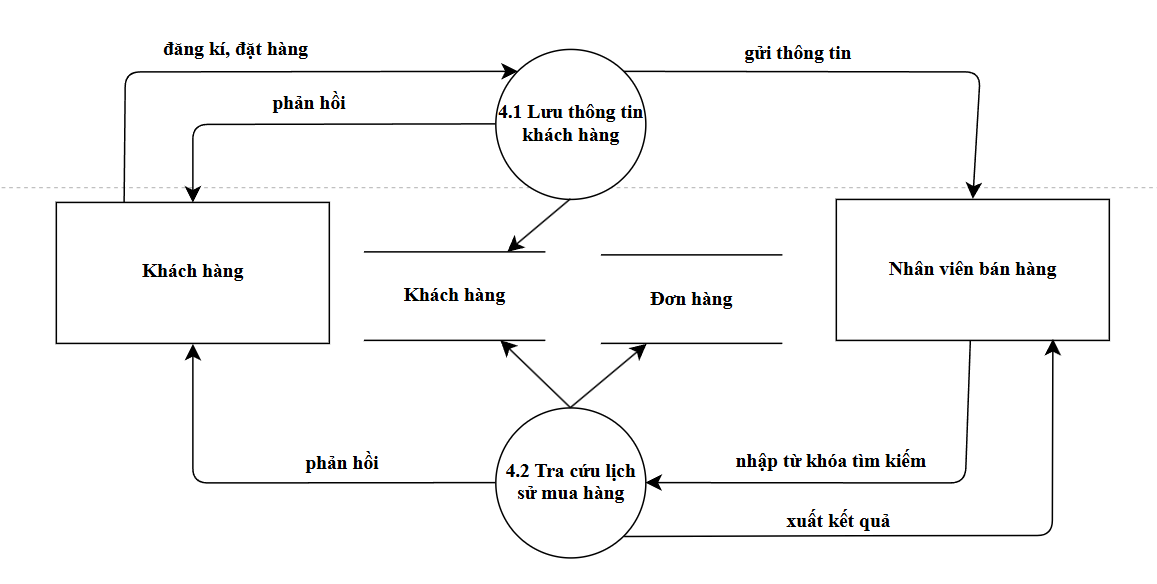 đăng kí, đặt hàng
gửi thông tin
phản hồi
4.1 Lưu thông tin
khách hàng
Khách hàng
Khách hàng
Đơn hàng
Nhân viên bán hàng
phản hồi
4.2 Tra cứu lịch
sử mua hàng
nhập từ khóa tìm kiếm
xuất kết quả